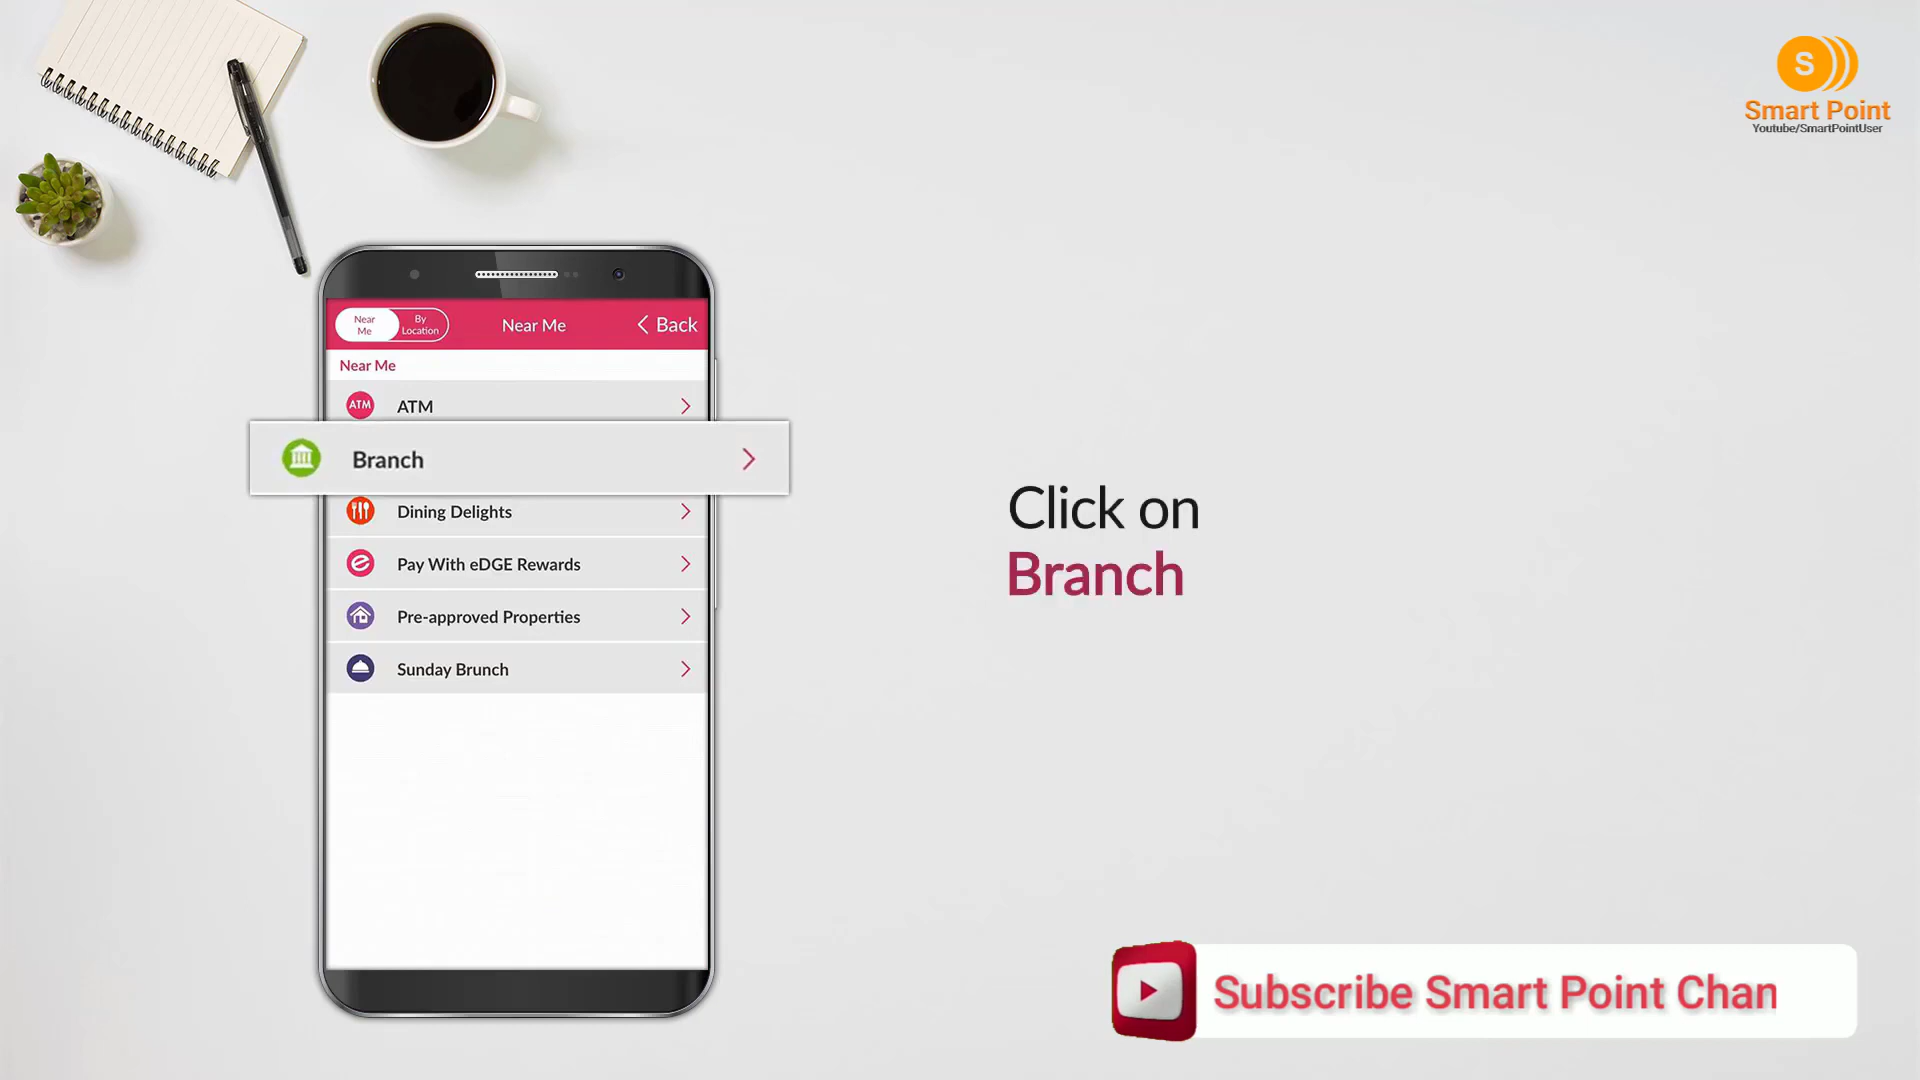 S
Smart Point
Youtube/SmartPointUser
Near
Me
By
Location
Near Me
Back
Near Me
ATM
ATM
Branch
Dining Delights
Pay With eDGE Rewards
Pre-approved Properties
Sunday Brunch
Click on
Branch
Subscribe Smart Point Chan